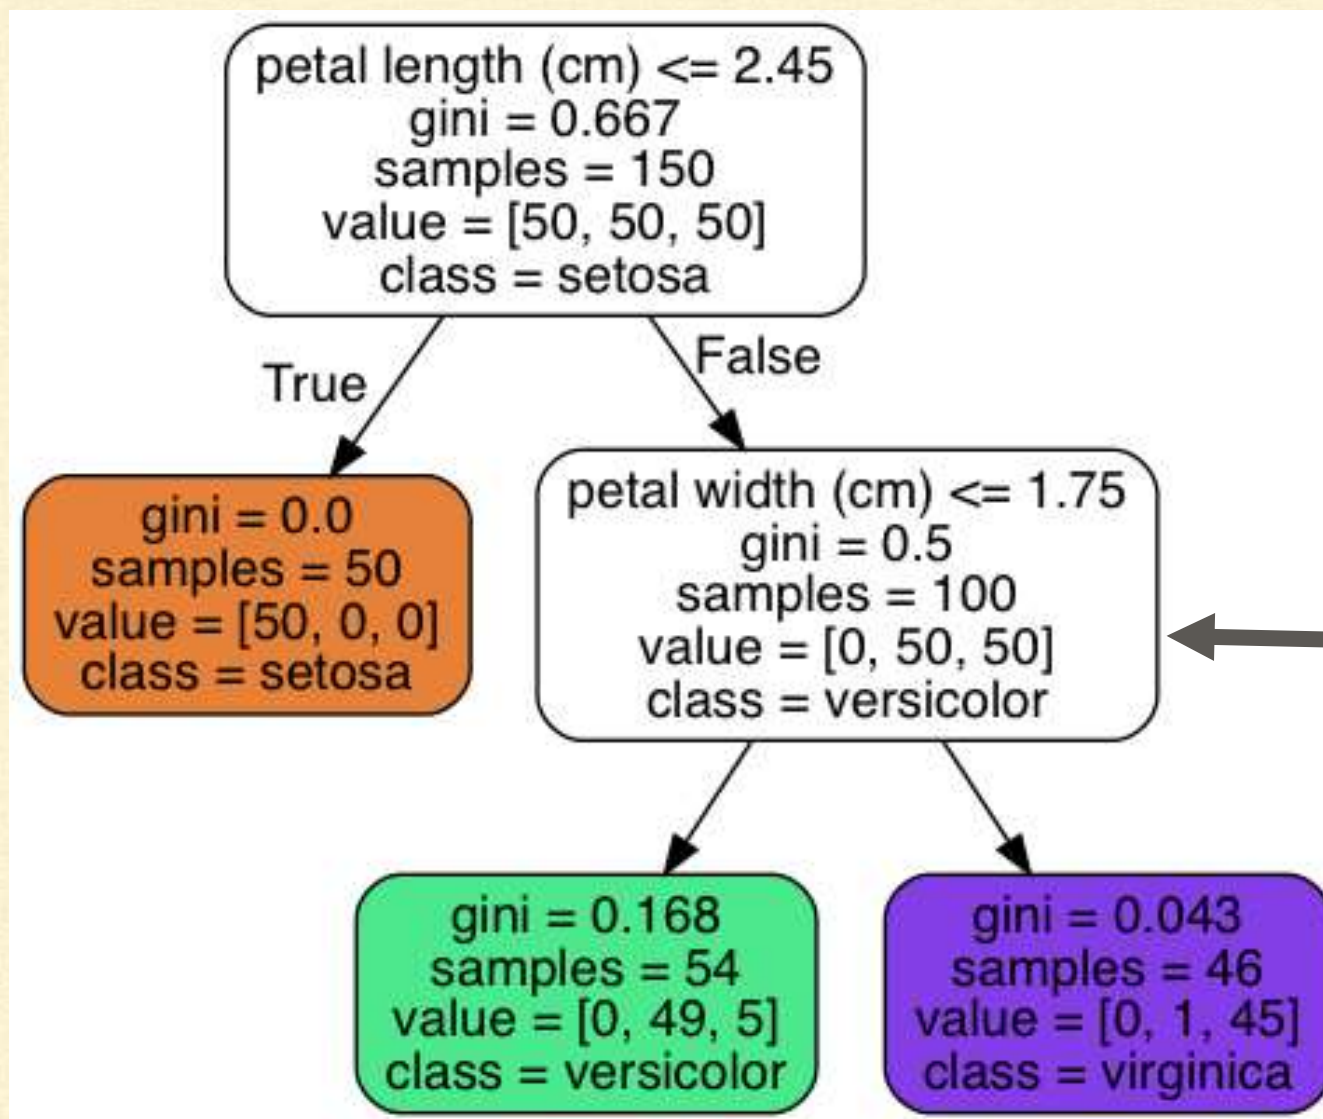 petal length (cm) <= 2.45
gini = 0.667
samples = 150
value = [50, 50, 50]
class = setosa
True
False
gini = 0.0
samples = 50
value = [50, 0, 0]
class = setosa
petal width (cm) <= 1.75
gini = 0.5
samples = 100
value = [0, 50, 50]
class = versicolor
gini = 0.168
samples = 54
value = [0, 49, 5]
class = versicolor
gini = 0.043
samples = 46
value = [0, 1, 45]
class = virginica